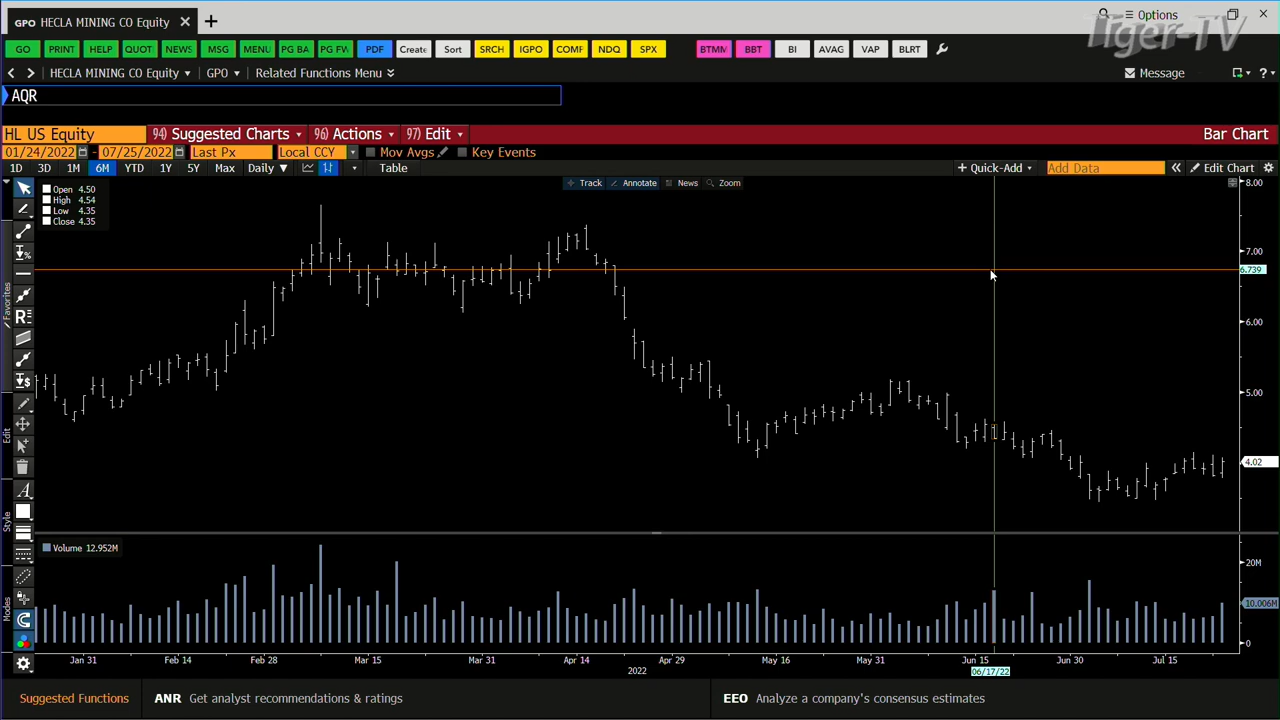 GPO HECLA MINING CO Equity
Options
Tiger-TV
GO PRINT HELP QUOT NEWS MSG MENU PG BA PG FW PDF Create Sort SRCH IGPO COMF NDQ SPX BTMM BBT BI AVAG VAP BLRT
HECLA MINING CO Equity GPO Related Functions Menu Message ?
AQR
HL US Equity 94) Suggested Charts 96) Actions 97) Edit Bar Chart
01/24/2022 - 07/25/2022 Last Px Local CCY Mov Avgs Key Events
1D 3D 1M 6M YTD 1Y 5Y Max Daily Table + Quick-Add Add Data Edit Chart
Track Annotate News Zoom
Open 4.50
High 4.54
Low 4.35
Close 4.35
8.00
7.00
6.739
6.00
5.00
4.02
Favorites
Edit
Style
Modes
Volume 12.952M
20M
10.006M
0
Jan 31 Feb 14 Feb 28 Mar 15 Mar 31 Apr 14 Apr 29 May 16 May 31 Jun 15 Jun 30 Jul 15
2022 06/17/22
Suggested Functions ANR Get analyst recommendations & ratings EEO Analyze a company's consensus estimates